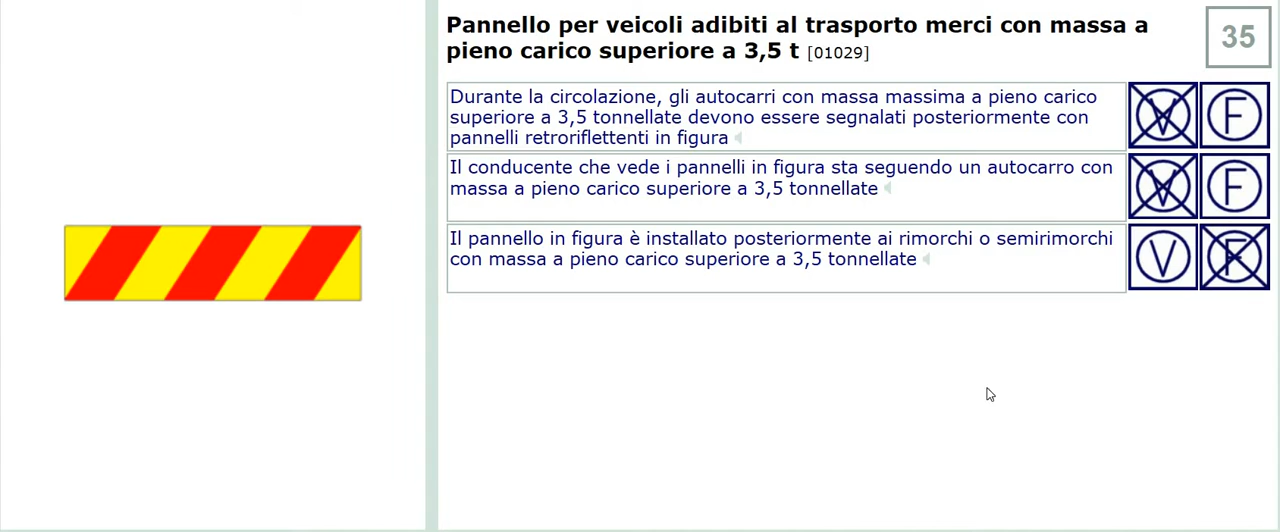 Pannello per veicoli adibiti al trasporto merci con massa a
pieno carico superiore a 3,5 t [01029]
35
Durante la circolazione, gli autocarri con massa massima a pieno carico
superiore a 3,5 tonnellate devono essere segnalati posteriormente con
pannelli retroriflettenti in figura
V F
Il conducente che vede i pannelli in figura sta seguendo un autocarro con
massa a pieno carico superiore a 3,5 tonnellate
V F
Il pannello in figura è installato posteriormente ai rimorchi o semirimorchi
con massa a pieno carico superiore a 3,5 tonnellate
V F